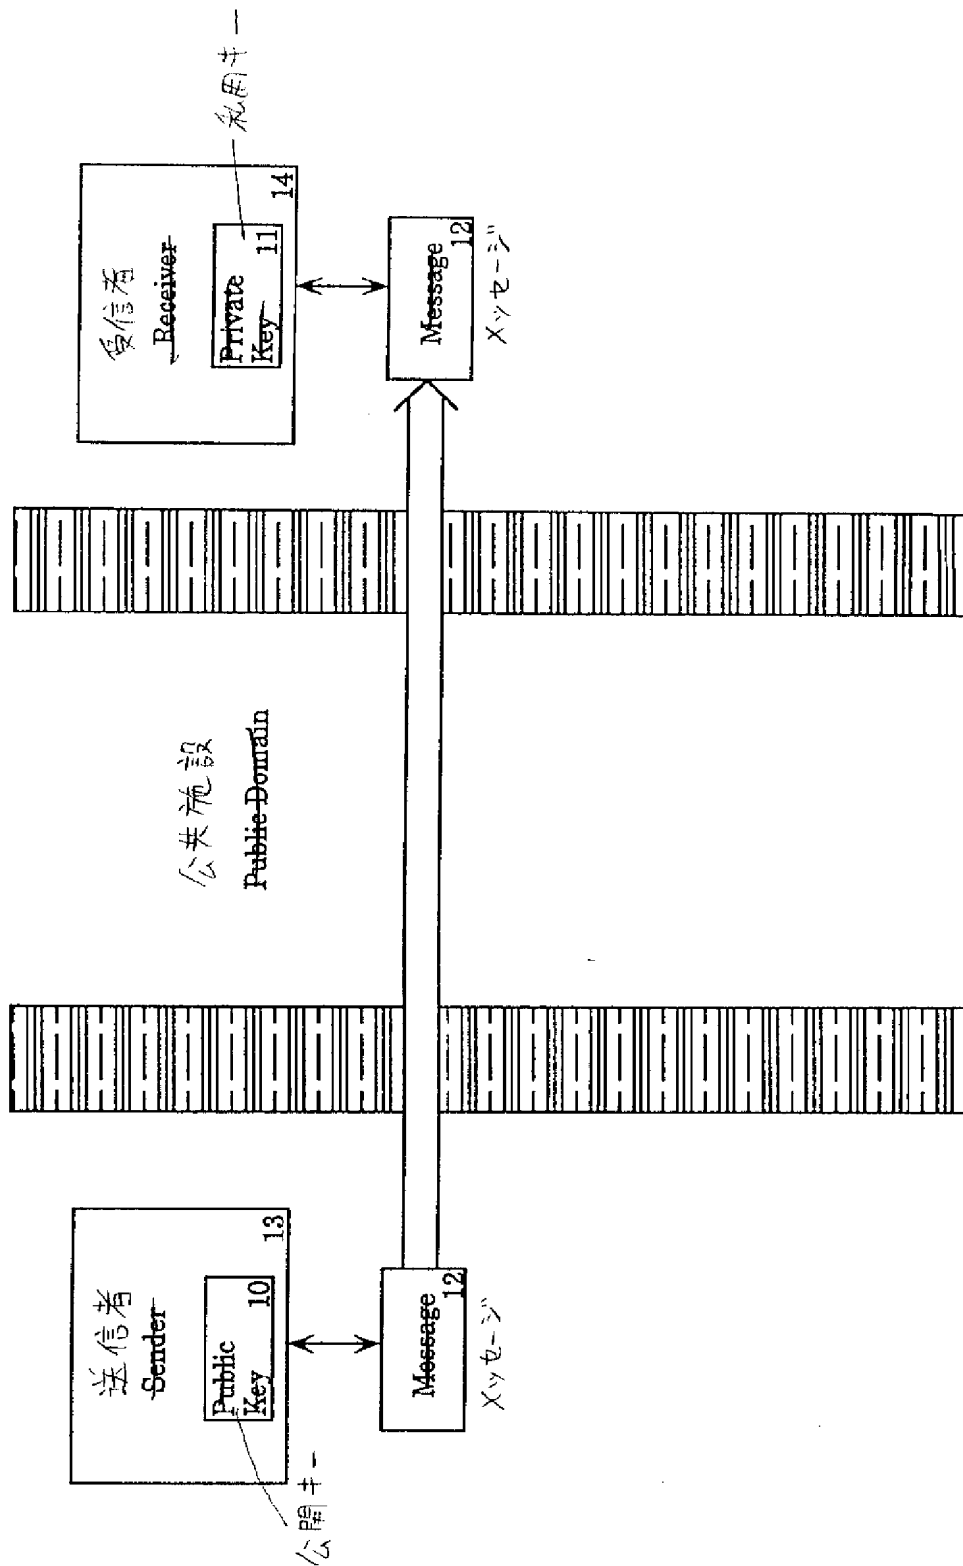 送信者
Sender
13
Public
Key
10
公開キー
Message
12
メッセージ
公共施設
Public Domain
受信者
Receiver
14
Private
Key
11
私用キー
Message
12
メッセージ